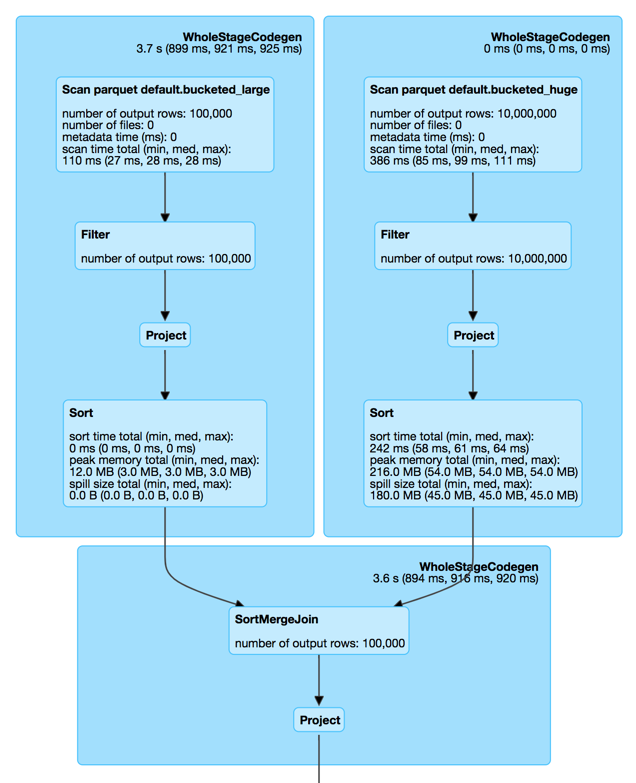 WholeStageCodegen
3.7 s (899 ms, 921 ms, 925 ms)
Scan parquet default.bucketed_large
number of output rows: 100,000
number of files: 0
metadata time (ms): 0
scan time total (min, med, max):
110 ms (27 ms, 28 ms, 28 ms)
Filter
number of output rows: 100,000
Project
Sort
sort time total (min, med, max):
0 ms (0 ms, 0 ms, 0 ms)
peak memory total (min, med, max):
12.0 MB (3.0 MB, 3.0 MB, 3.0 MB)
spill size total (min, med, max):
0.0 B (0.0 B, 0.0 B, 0.0 B)
WholeStageCodegen
0 ms (0 ms, 0 ms, 0 ms)
Scan parquet default.bucketed_huge
number of output rows: 10,000,000
number of files: 0
metadata time (ms): 0
scan time total (min, med, max):
386 ms (85 ms, 99 ms, 111 ms)
Filter
number of output rows: 10,000,000
Project
Sort
sort time total (min, med, max):
242 ms (58 ms, 61 ms, 64 ms)
peak memory total (min, med, max):
216.0 MB (54.0 MB, 54.0 MB, 54.0 MB)
spill size total (min, med, max):
180.0 MB (45.0 MB, 45.0 MB, 45.0 MB)
WholeStageCodegen
3.6 s (894 ms, 915 ms, 920 ms)
SortMergeJoin
number of output rows: 100,000
Project